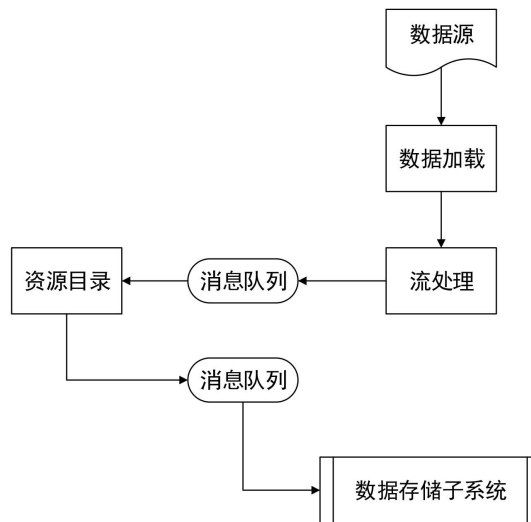 数据源
数据加载
流处理
消息队列
资源目录
消息队列
数据存储子系统